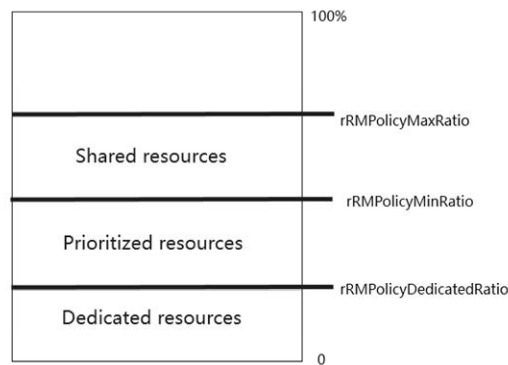 100%
rRMPolicyMaxRatio
Shared resources
rRMPolicyMinRatio
Prioritized resources
rRMPolicyDedicatedRatio
Dedicated resources
0